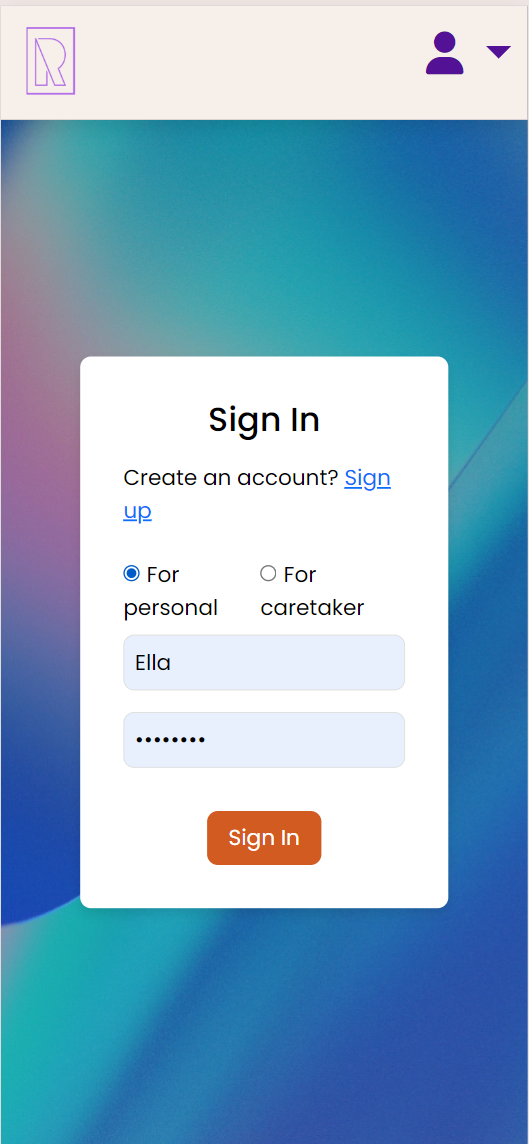 R
Sign In
Create an account? Sign
up
For
personal
For
caretaker
Ella
••••••••
Sign In